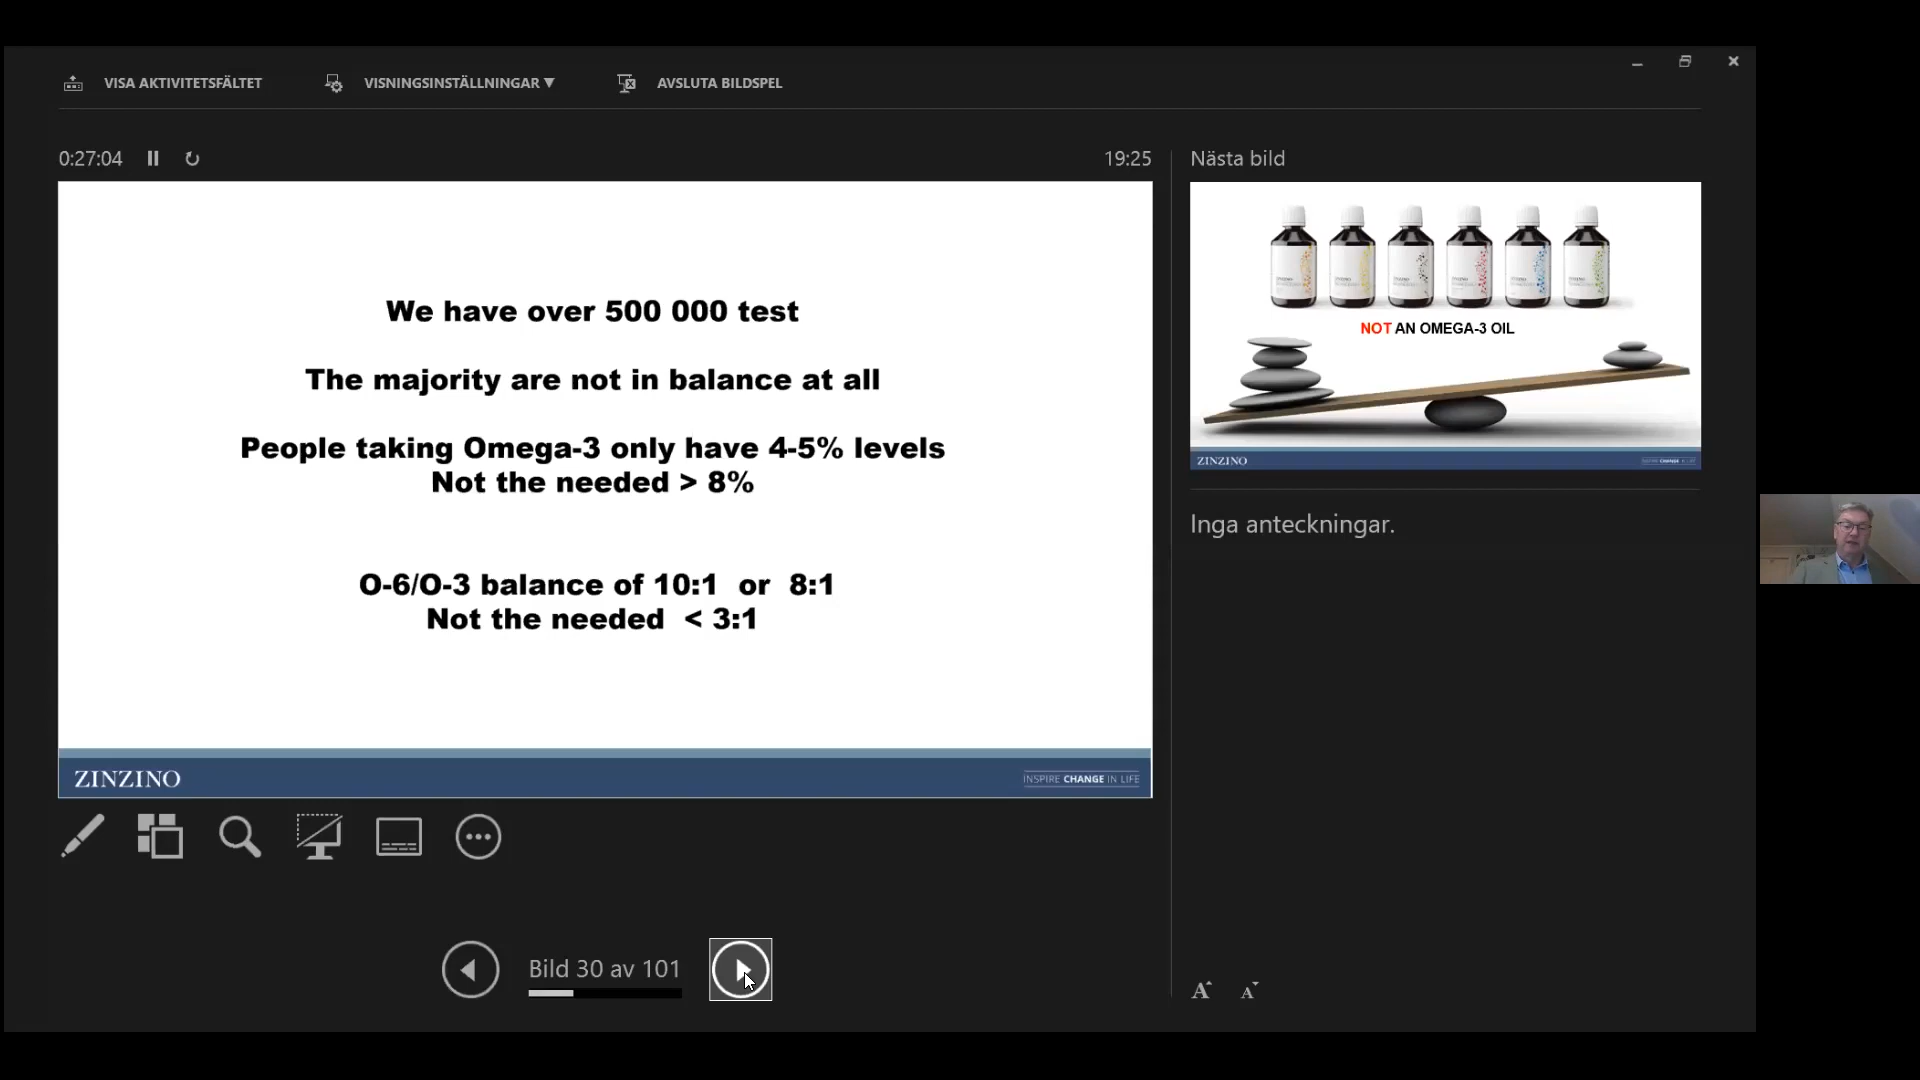 VISA AKTIVITETSFÄLTET
VISNINGSINSTÄLLNINGAR ▼
AVSLUTA BILDSPEL
0:27:04
19:25
We have over 500 000 test
The majority are not in balance at all
People taking Omega-3 only have 4-5% levels
Not the needed > 8%
O-6/O-3 balance of 10:1 or 8:1
Not the needed < 3:1
ZINZINO
INSPIRE CHANGE IN LIFE
Nästa bild
NOT AN OMEGA-3 OIL
ZINZINO
Inga anteckningar.
Bild 30 av 101
A
A